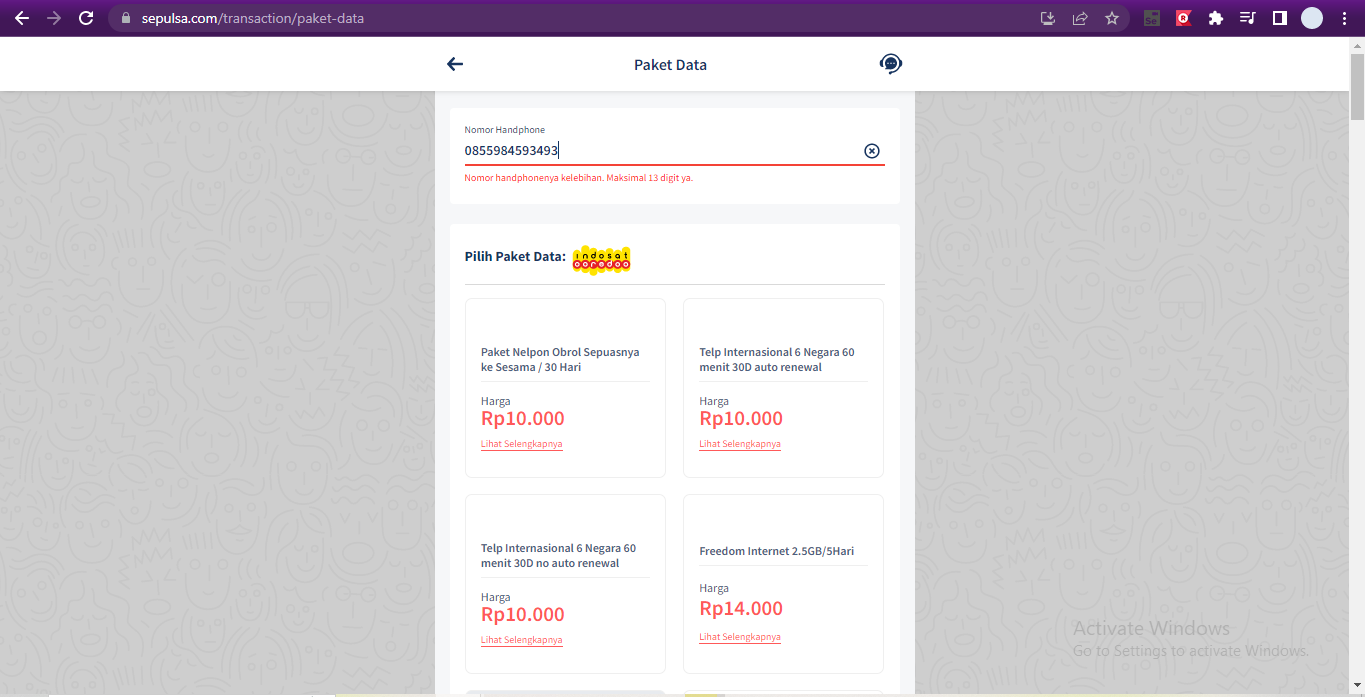 sepulsa.com/transaction/paket-data
Se
Paket Data
Nomor Handphone
0855984593493
Nomor handphonenya kelebihan. Maksimal 13 digit ya.
Pilih Paket Data: indosat
ooredoo
Paket Nelpon Obrol Sepuasnya
ke Sesama / 30 Hari
Harga
Rp10.000
Lihat Selengkapnya
Telp Internasional 6 Negara 60
menit 30D auto renewal
Harga
Rp10.000
Lihat Selengkapnya
Telp Internasional 6 Negara 60
menit 30D no auto renewal
Harga
Rp10.000
Lihat Selengkapnya
Freedom Internet 2.5GB/5Hari
Harga
Rp14.000
Lihat Selengkapnya
Activate Windows
Go to Settings to activate Windows.